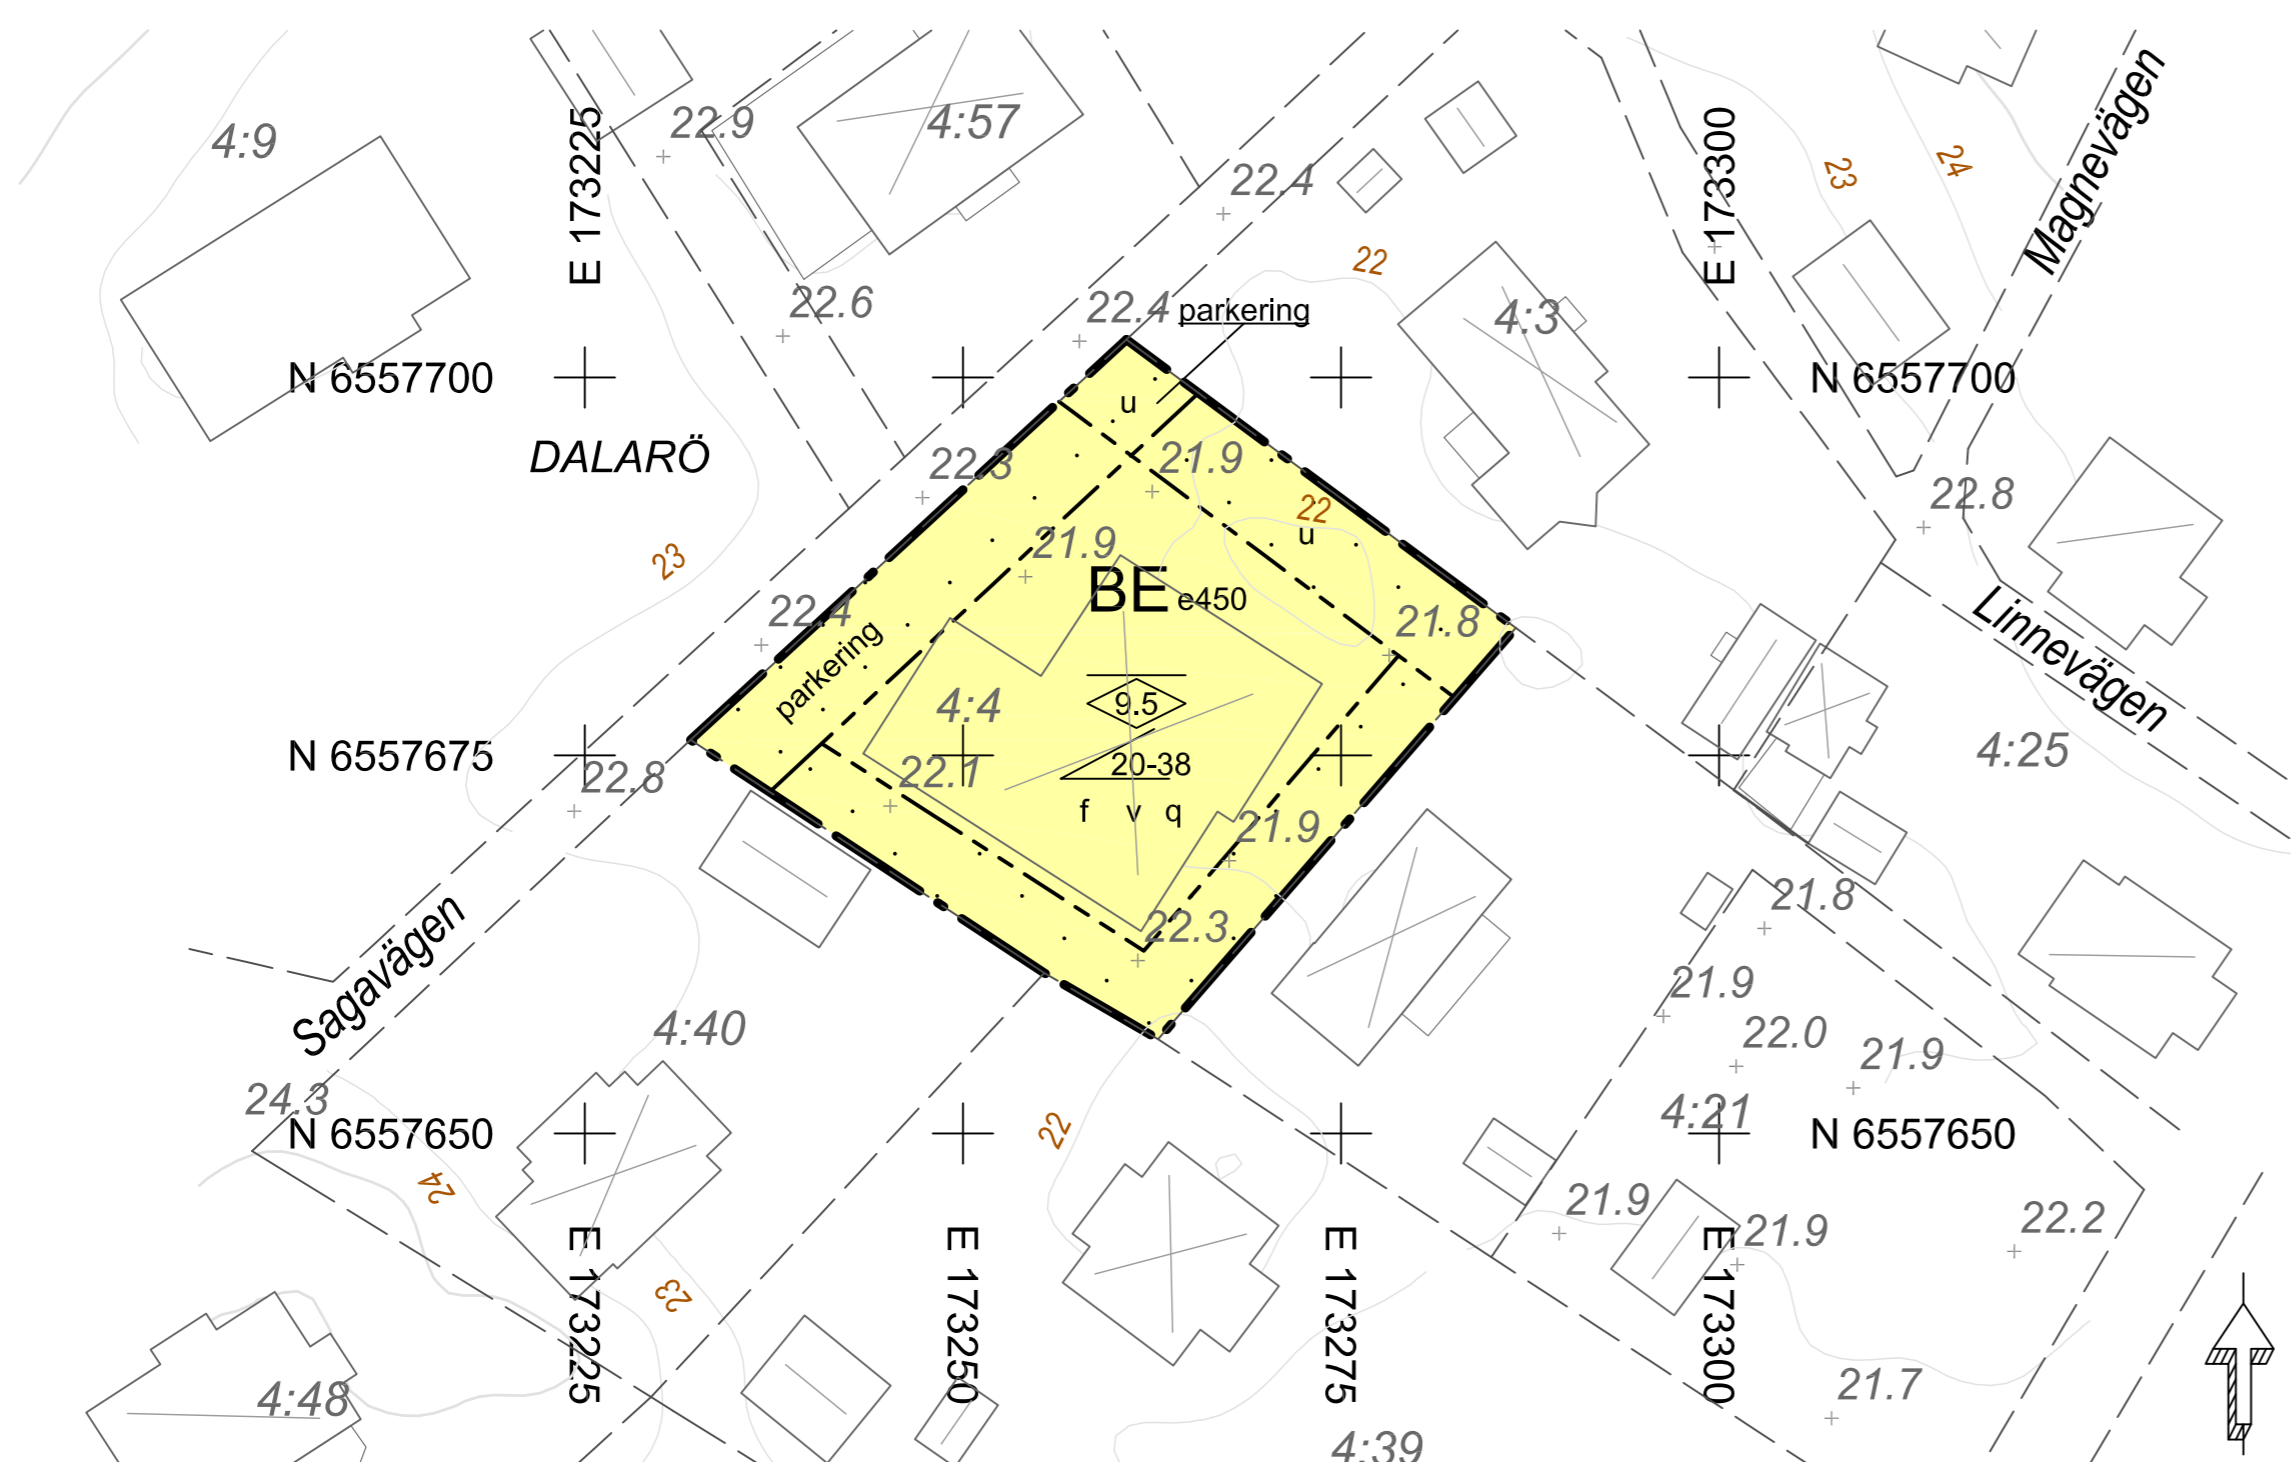 Magnevägen
E 173225
22.9
4:57
E 173300
4:9
23
24
22.4
22
22.6
22.4
parkering
4:3
N 6557700
N 6557700
u
DALARÖ
22.3
21.9
22
22.8
u
21.9
23
BE e450
22.4
21.8
parkering
Linnevägen
4:4
9.5
N 6557675
22.8
22.1
20-38
4:25
f v q
21.9
21.8
Sagavägen
22.3
21.9
4:40
22.0
21.9
24.3
4:21
N 6557650
22
N 6557650
24
21.9
21.9
22.2
23
E 173225
E 173250
E 173275
E 173300
4:48
21.7
4:39